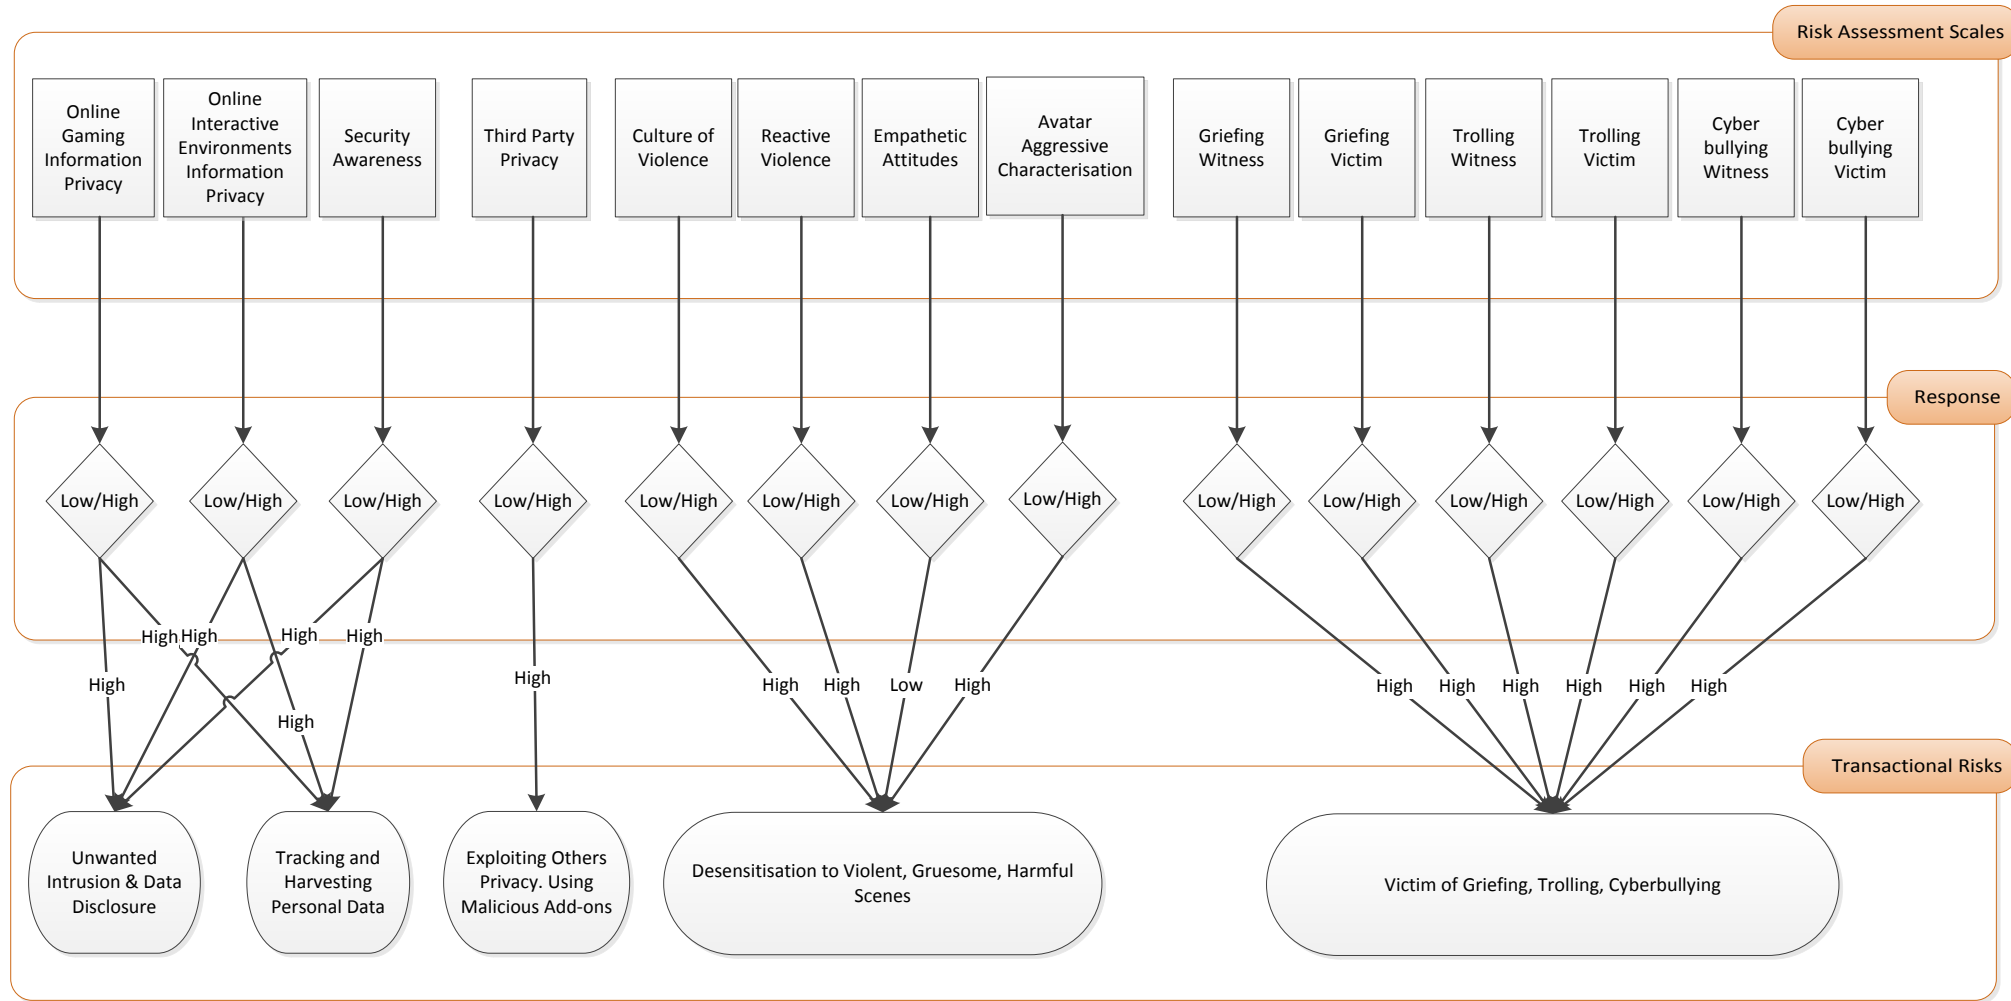 Risk Assessment Scales
Online
Gaming
Information
Privacy
Online
Interactive
Environments
Information
Privacy
Security
Awareness
Third Party
Privacy
Culture of
Violence
Reactive
Violence
Empathetic
Attitudes
Avatar
Aggressive
Characterisation
Griefing
Witness
Griefing
Victim
Trolling
Witness
Trolling
Victim
Cyber
bullying
Witness
Cyber
bullying
Victim
Response
Low/High
Low/High
Low/High
Low/High
Low/High
Low/High
Low/High
Low/High
Low/High
Low/High
Low/High
Low/High
Low/High
Low/High
High
High
High
High
High
High
High
High
High
Low
High
High
High
High
High
High
High
Transactional Risks
Unwanted
Intrusion & Data
Disclosure
Tracking and
Harvesting
Personal Data
Exploiting Others
Privacy. Using
Malicious Add-ons
Desensitisation to Violent, Gruesome, Harmful
Scenes
Victim of Griefing, Trolling, Cyberbullying